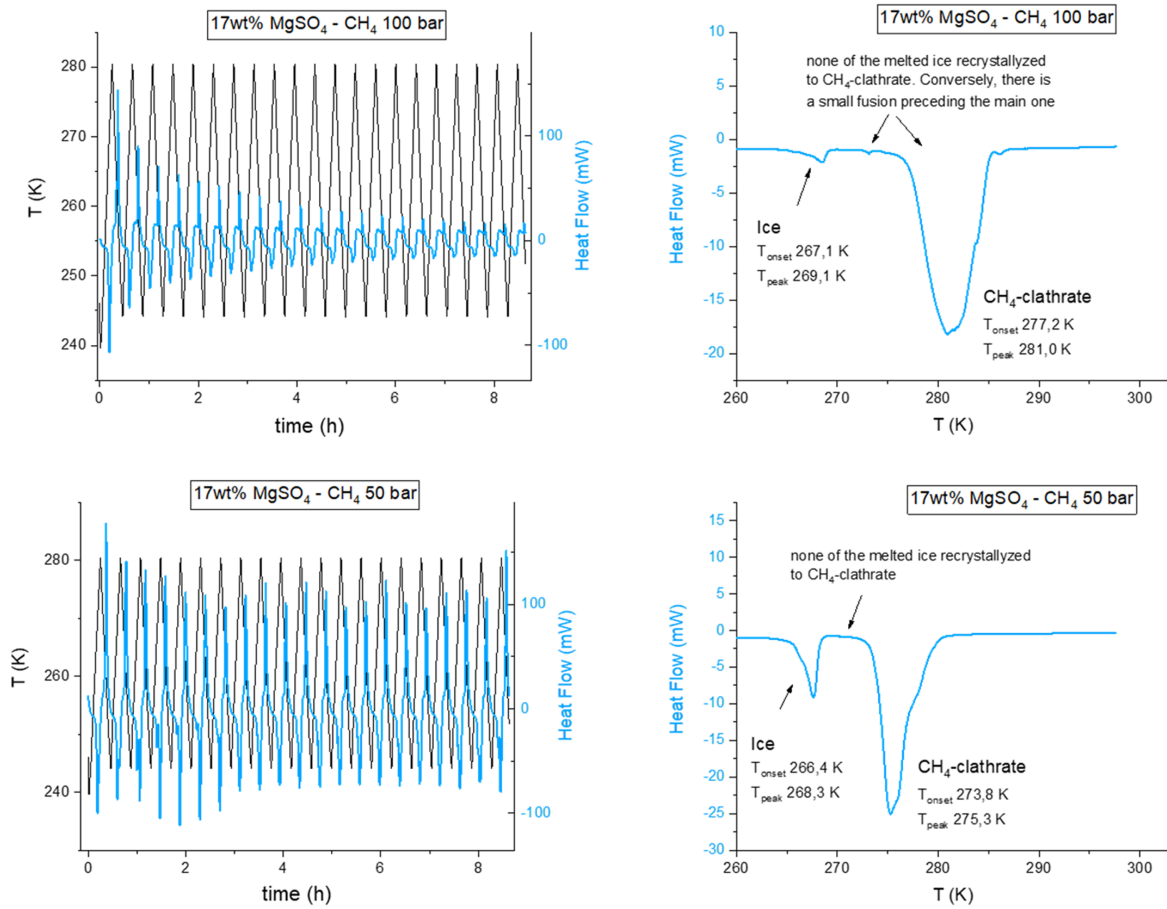 17wt% MgSO4 - CH4 100 bar
280
270
260
250
240
T (K)
100
0
-100
Heat Flow (mW)
0
2
4
6
8
time (h)
17wt% MgSO4 - CH4 100 bar
10
5
0
-5
-10
-15
-20
Heat Flow (mW)
none of the melted ice recrystallized
to CH4-clathrate. Conversely, there is
a small fusion preceding the main one
Ice
Tonset 267,1 K
Tpeak 269,1 K
CH4-clathrate
Tonset 277,2 K
Tpeak 281,0 K
260
270
280
290
300
T (K)
17wt% MgSO4 - CH4 50 bar
280
260
240
T (K)
100
0
-100
Heat Flow (mW)
0
2
4
6
8
time (h)
17wt% MgSO4 - CH4 50 bar
15
10
5
0
-5
-10
-15
-20
-25
-30
Heat Flow (mW)
none of the melted ice recrystallized
to CH4-clathrate
Ice
Tonset 266,4 K
Tpeak 268,3 K
CH4-clathrate
Tonset 273,8 K
Tpeak 275,3 K
260
270
280
290
300
T (K)